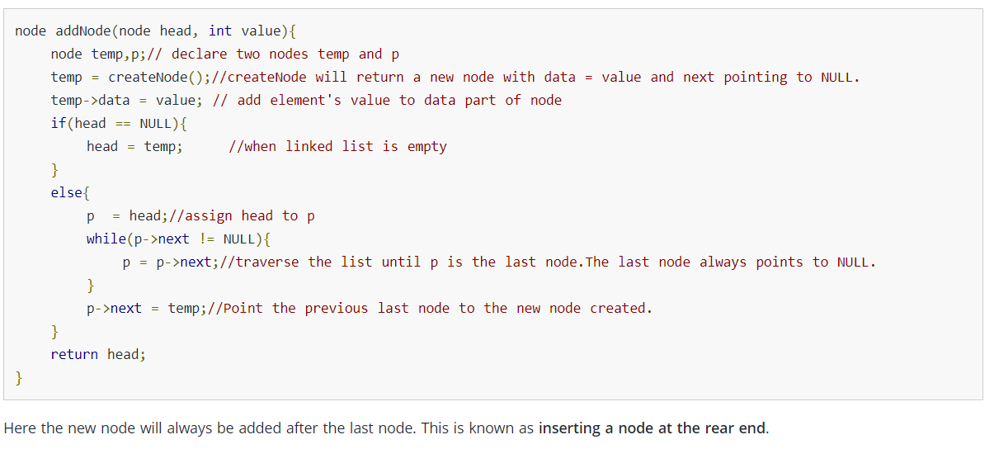 node addNode(node head, int value){
node temp,p;// declare two nodes temp and p
temp = createNode();//createNode will return a new node with data = value and next pointing to NULL.
temp->data = value; // add element's value to data part of node
if(head == NULL){
head = temp;     //when linked list is empty
}
else{
p  = head;//assign head to p
while(p->next != NULL){
p = p->next;//traverse the list until p is the last node.The last node always points to NULL.
}
p->next = temp;//Point the previous last node to the new node created.
}
return head;
}
Here the new node will always be added after the last node. This is known as inserting a node at the rear end.